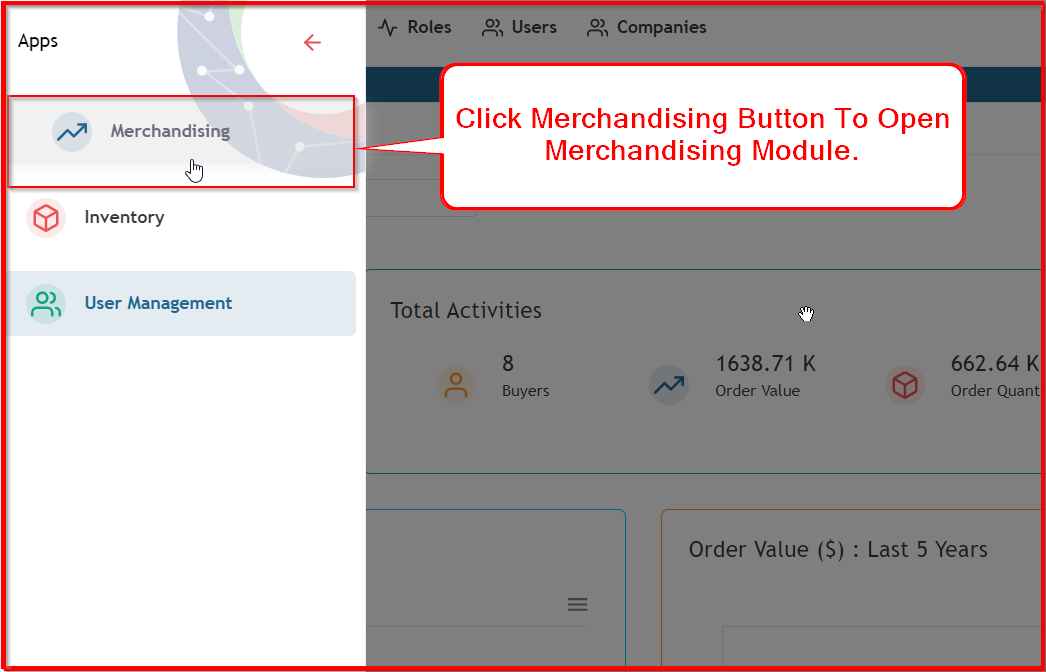 Apps
Roles
Users
Companies
Click Merchandising Button To Open
Merchandising Module.
Merchandising
Inventory
User Management
Total Activities
8
Buyers
1638.71 K
Order Value
662.64 K
Order Quant
Order Value ($) : Last 5 Years